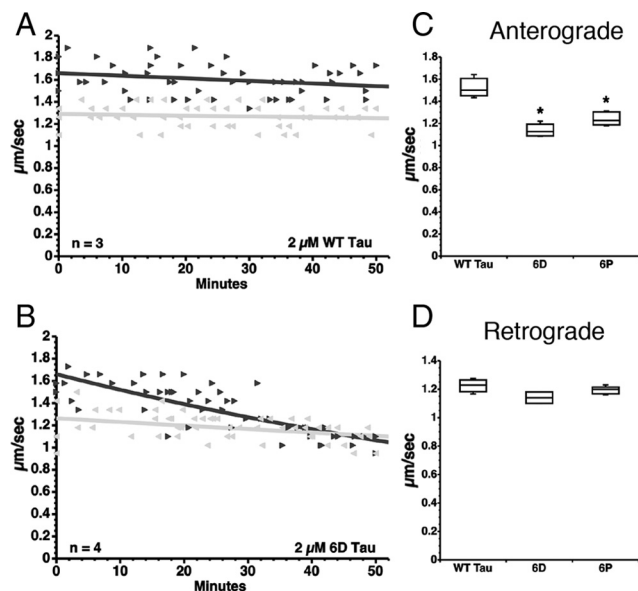 A
2
1.8
1.6
1.4
1.2
1
0.8
0.6
0.4
0.2
0
µm/sec
n = 3
2 µM WT Tau
0 10 20 30 40 50
Minutes
B
2
1.8
1.6
1.4
1.2
1
0.8
0.6
0.4
0.2
0
µm/sec
n = 4
2 µM 6D Tau
0 10 20 30 40 50
Minutes
C Anterograde
1.8
1.6
1.4
1.2
1
0.8
0.6
0.4
0.2
0
µm/sec
* *
WT Tau 6D 6P
D Retrograde
1.4
1.2
1
0.8
0.6
0.4
0.2
0
µm/sec
WT Tau 6D 6P